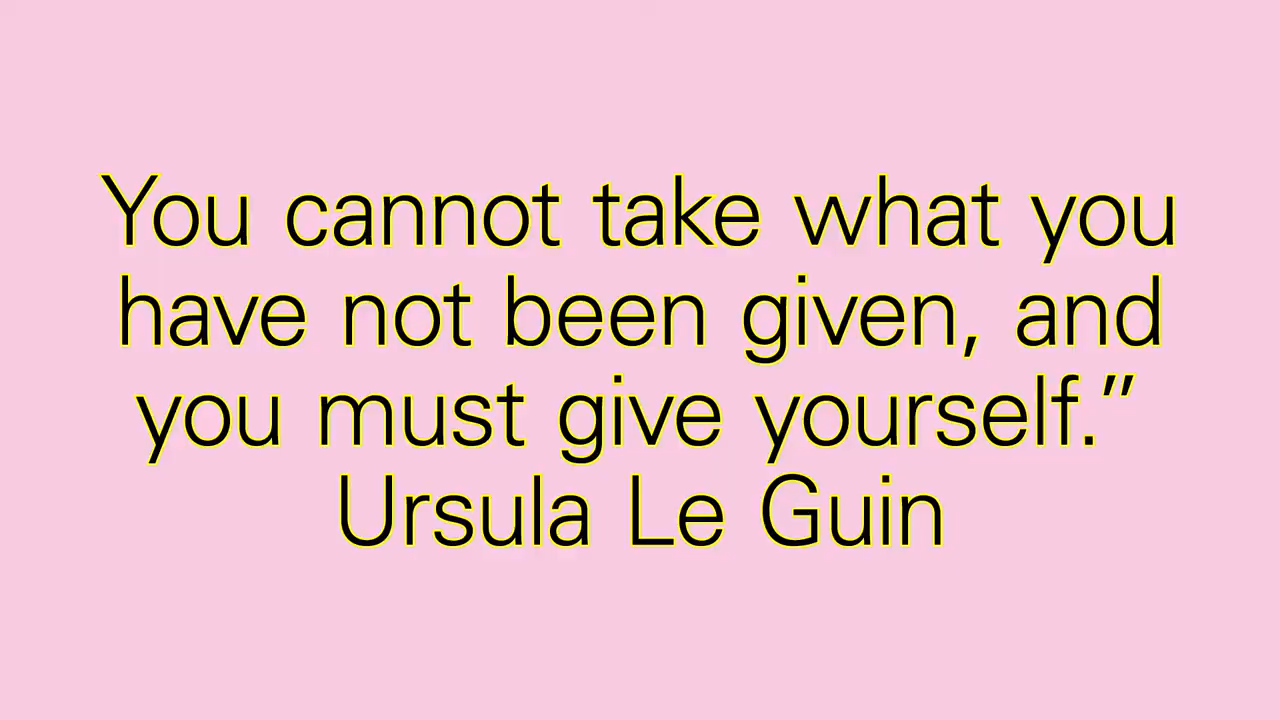 You cannot take what you
have not been given, and
you must give yourself.”
Ursula Le Guin